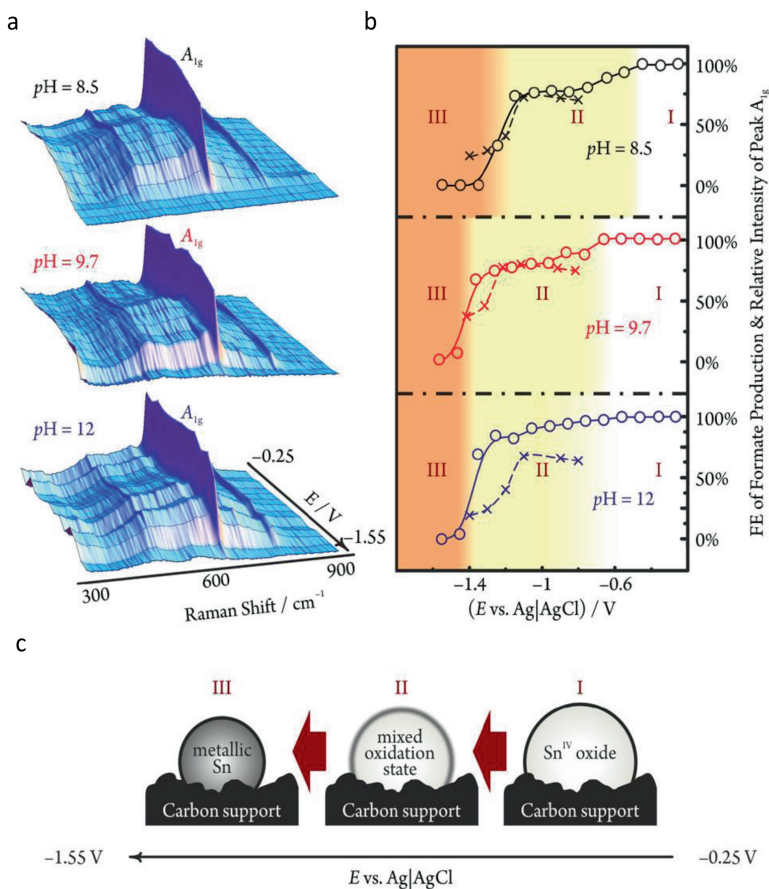 a
pH = 8.5
A1g
pH = 9.7
A1g
pH = 12
A1g
−0.25
E / V
−1.55
300
600
900
Raman Shift / cm−1
b
III
II
I
pH = 8.5
100%
50%
0%
III
II
I
pH = 9.7
100%
50%
0%
III
II
I
pH = 12
100%
50%
0%
−1.4
−1
−0.6
(E vs. Ag|AgCl) / V
FE of Formate Production & Relative Intensity of Peak A1g
c
III
II
I
metallic
Sn
mixed
oxidation
state
SnIV oxide
Carbon support
Carbon support
Carbon support
−1.55 V
−0.25 V
E vs. Ag|AgCl